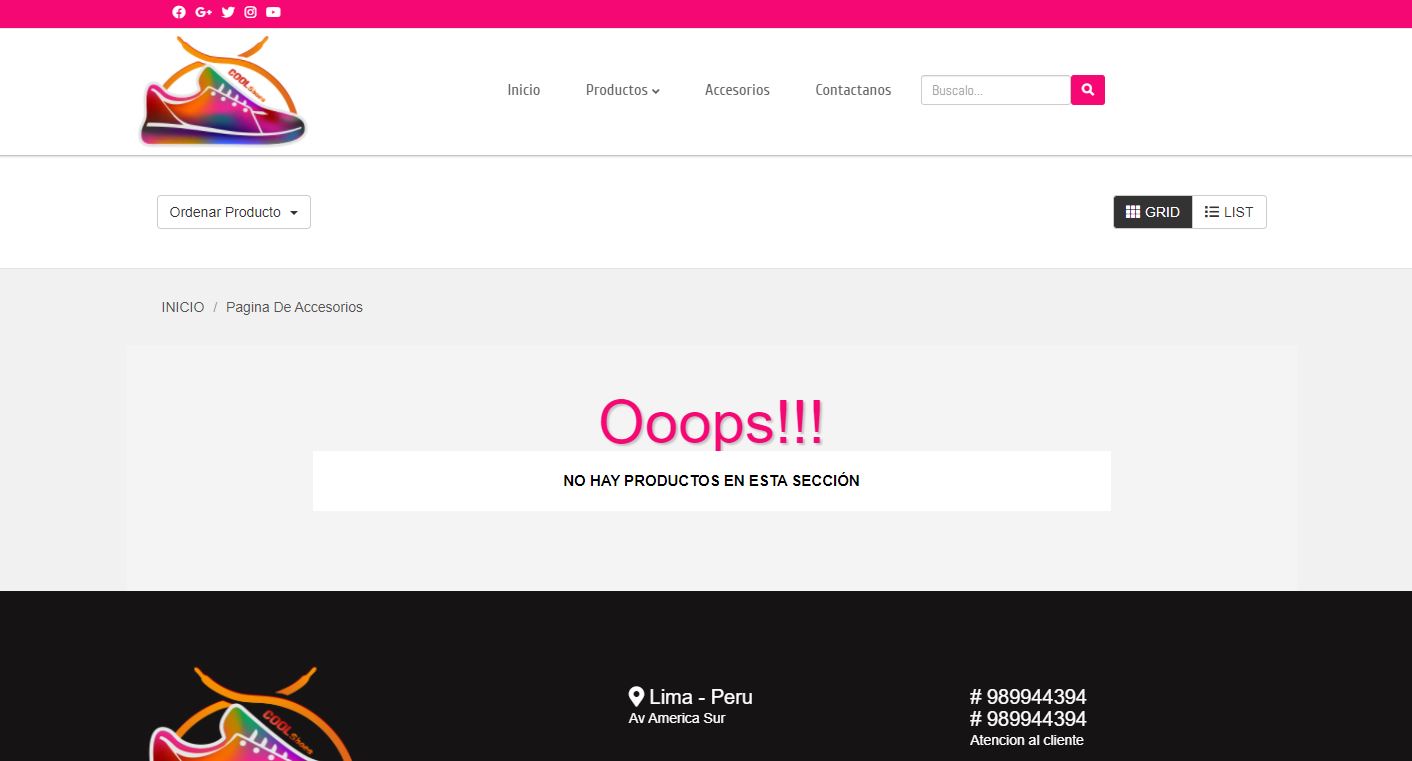 COOL Shoes
Inicio
Productos
Accesorios
Contactanos
Buscalo...
Ordenar Producto
GRID
LIST
INICIO / Pagina De Accesorios
Ooops!!!
NO HAY PRODUCTOS EN ESTA SECCIÓN
COOL Shoes
Lima - Peru
Av America Sur
# 989944394
# 989944394
Atencion al cliente